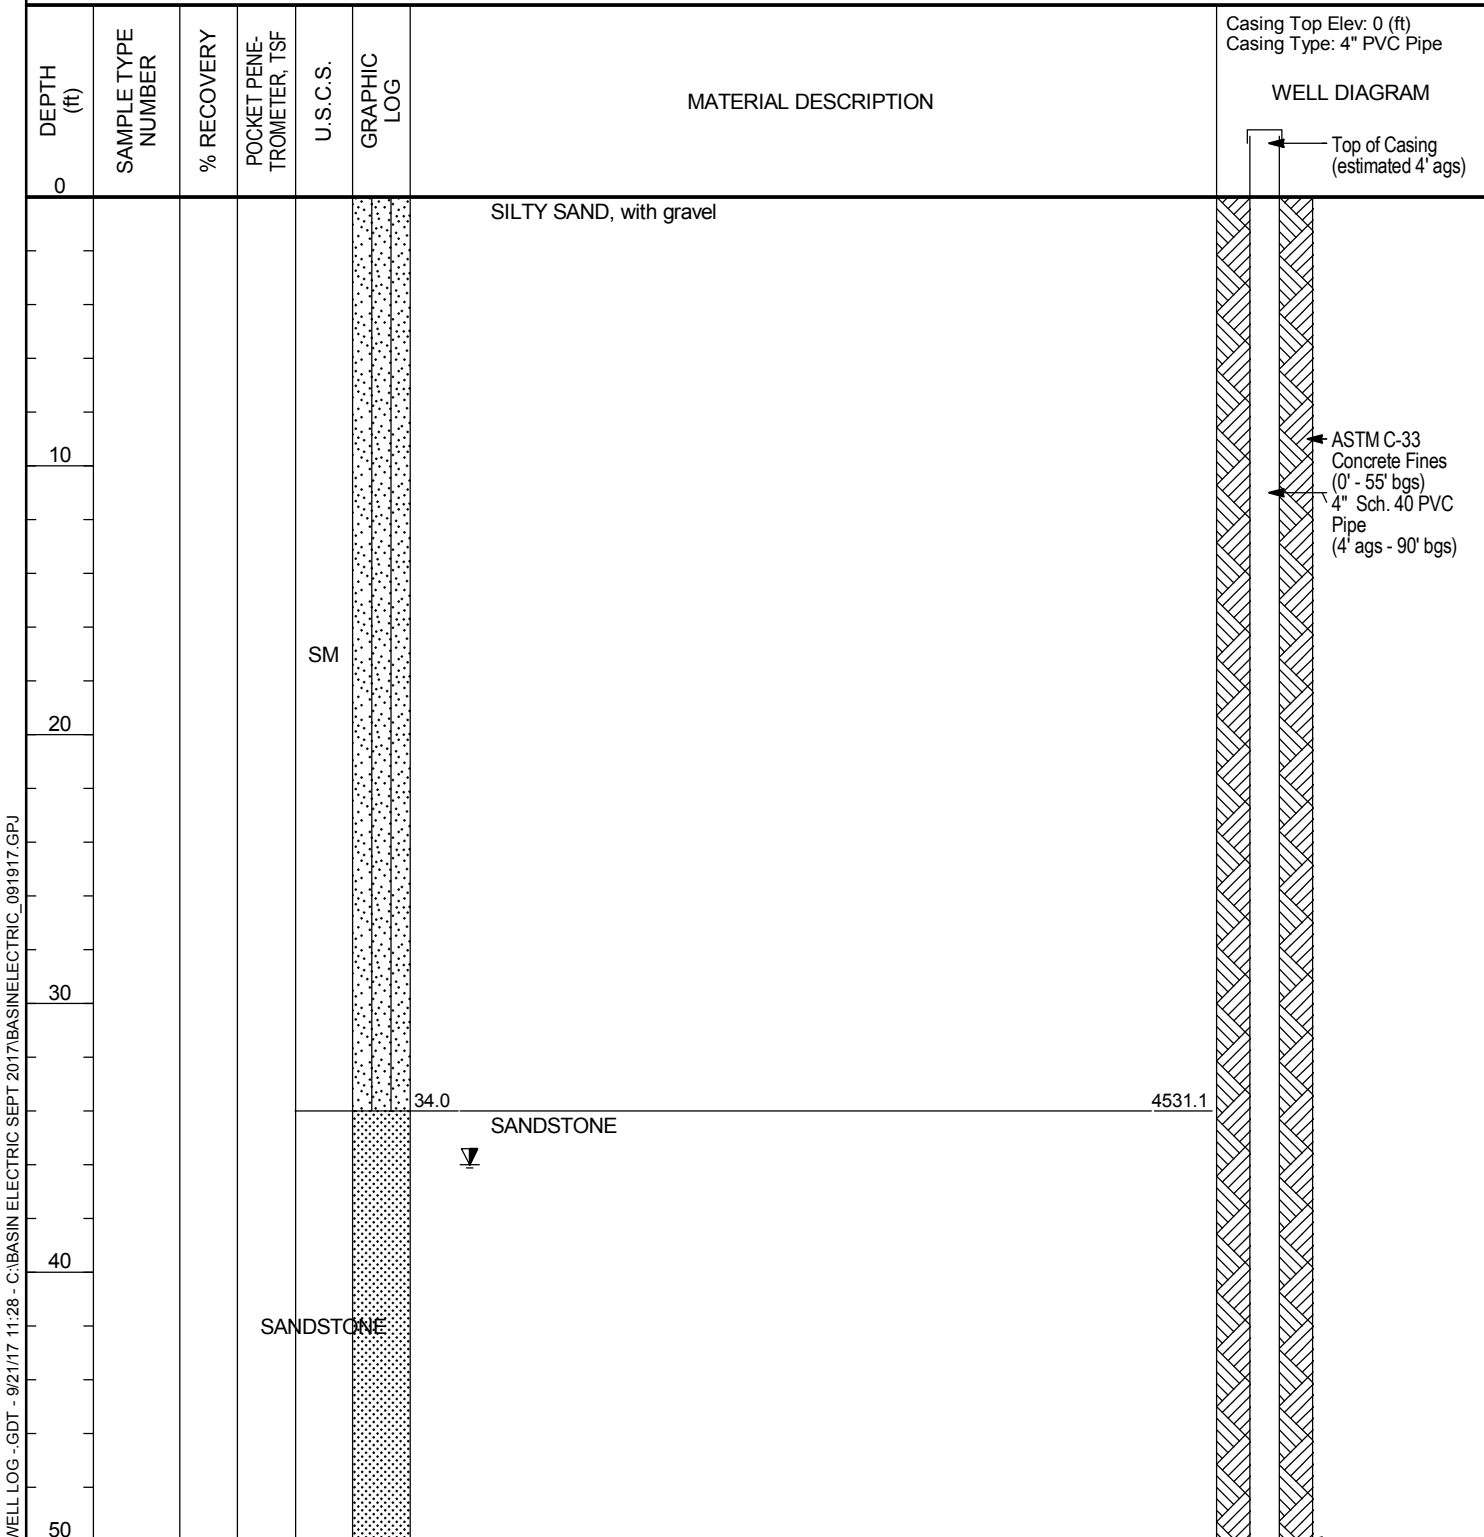 Casing Top Elev: 0 (ft)
Casing Type: 4" PVC Pipe
DEPTH
(ft)
SAMPLE TYPE
NUMBER
% RECOVERY
POCKET PENE-
TROMETER, TSF
U.S.C.S.
GRAPHIC
LOG
MATERIAL DESCRIPTION
WELL DIAGRAM
Top of Casing
(estimated 4' ags)
0
SILTY SAND, with gravel
10
ASTM C-33
Concrete Fines
(0' - 55' bgs)
4" Sch. 40 PVC
Pipe
(4' ags - 90' bgs)
SM
20
30
34.0
4531.1
SANDSTONE
40
SANDSTONE
50
WELL LOG -.GDT - 9/21/17 11:28 - C:\BASIN ELECTRIC SEPT 2017\BASINELECTRIC_091917.GPJ